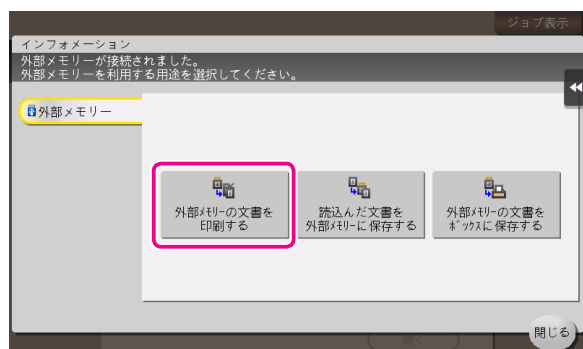 ジョブ表示
インフォメーション
外部メモリーが接続されました。
外部メモリーを利用する用途を選択してください。
外部メモリー
外部ﾒﾓﾘｰの文書を
印刷する
読込んだ文書を
外部ﾒﾓﾘｰに保存する
外部ﾒﾓﾘｰの文書を
ﾎﾞｯｸｽに保存する
開く
閉じる